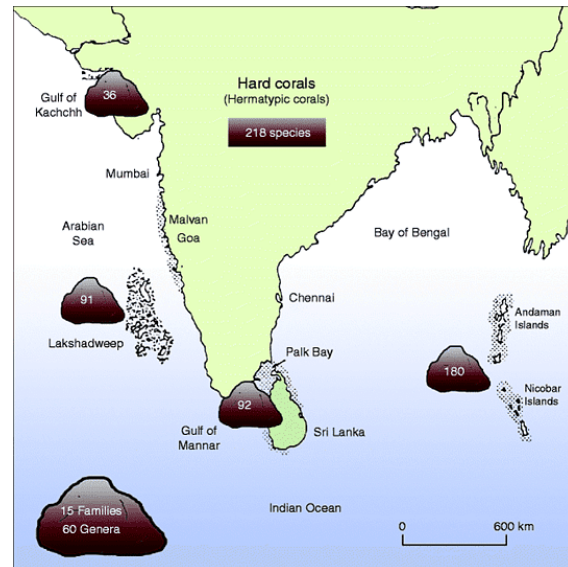 Hard corals
(Hermatypic corals)
218 species
36
Gulf of
Kachchh
Mumbai
Arabian
Sea
Malvan
Goa
Bay of Bengal
91
Lakshadweep
Chennai
Andaman
Islands
Palk Bay
180
Nicobar
Islands
92
Gulf of
Mannar
Sri Lanka
15 Families
60 Genera
Indian Ocean
0
600 km